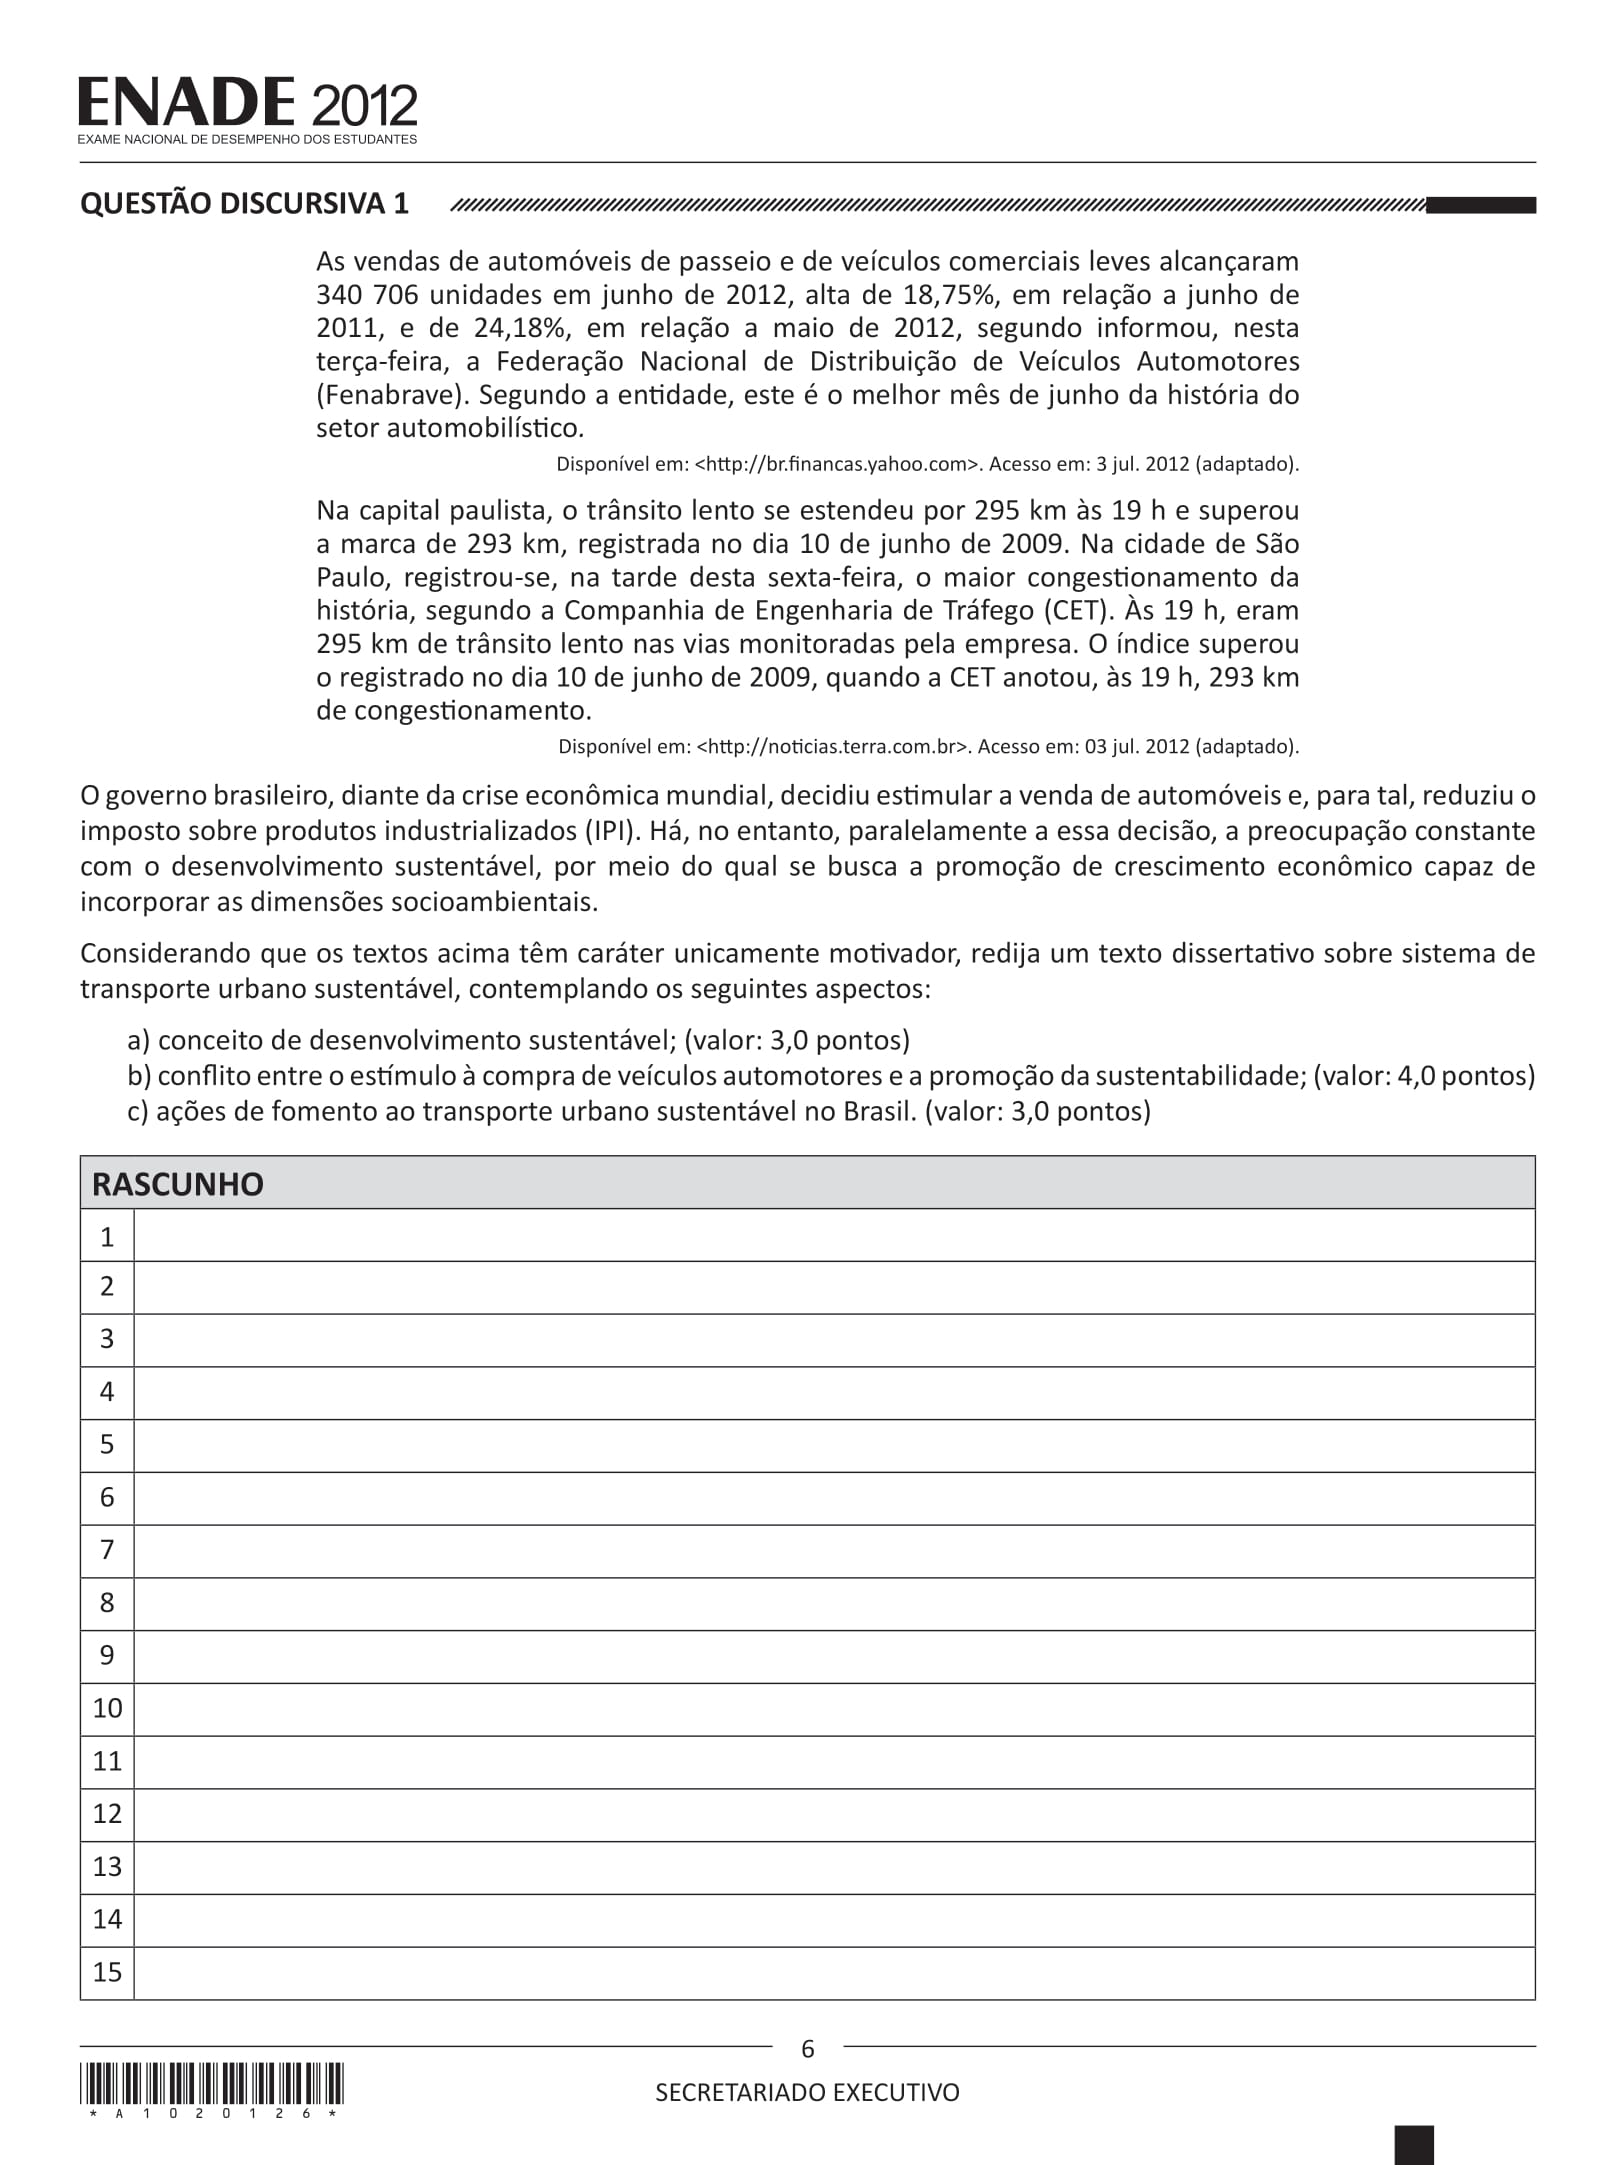 ENADE 2012
EXAME NACIONAL DE DESEMPENHO DOS ESTUDANTES
QUESTÃO DISCURSIVA 1
As vendas de automóveis de passeio e de veículos comerciais leves alcançaram
340 706 unidades em junho de 2012, alta de 18,75%, em relação a junho de
2011, e de 24,18%, em relação a maio de 2012, segundo informou, nesta
terça-feira, a Federação Nacional de Distribuição de Veículos Automotores
(Fenabrave). Segundo a entidade, este é o melhor mês de junho da história do
setor automobilístico.
Disponível em: <http://br.financas.yahoo.com>. Acesso em: 3 jul. 2012 (adaptado).
Na capital paulista, o trânsito lento se estendeu por 295 km às 19 h e superou
a marca de 293 km, registrada no dia 10 de junho de 2009. Na cidade de São
Paulo, registrou-se, na tarde desta sexta-feira, o maior congestionamento da
história, segundo a Companhia de Engenharia de Tráfego (CET). Às 19 h, eram
295 km de trânsito lento nas vias monitoradas pela empresa. O índice superou
o registrado no dia 10 de junho de 2009, quando a CET anotou, às 19 h, 293 km
de congestionamento.
Disponível em: <http://noticias.terra.com.br>. Acesso em: 03 jul. 2012 (adaptado).
O governo brasileiro, diante da crise econômica mundial, decidiu estimular a venda de automóveis e, para tal, reduziu o
imposto sobre produtos industrializados (IPI). Há, no entanto, paralelamente a essa decisão, a preocupação constante
com o desenvolvimento sustentável, por meio do qual se busca a promoção de crescimento econômico capaz de
incorporar as dimensões socioambientais.
Considerando que os textos acima têm caráter unicamente motivador, redija um texto dissertativo sobre sistema de
transporte urbano sustentável, contemplando os seguintes aspectos:
a) conceito de desenvolvimento sustentável; (valor: 3,0 pontos)
b) conflito entre o estímulo à compra de veículos automotores e a promoção da sustentabilidade; (valor: 4,0 pontos)
c) ações de fomento ao transporte urbano sustentável no Brasil. (valor: 3,0 pontos)
RASCUNHO
1
2
3
4
5
6
7
8
9
10
11
12
13
14
15
6
SECRETARIADO EXECUTIVO
* A 1 0 2 0 1 2 6 *